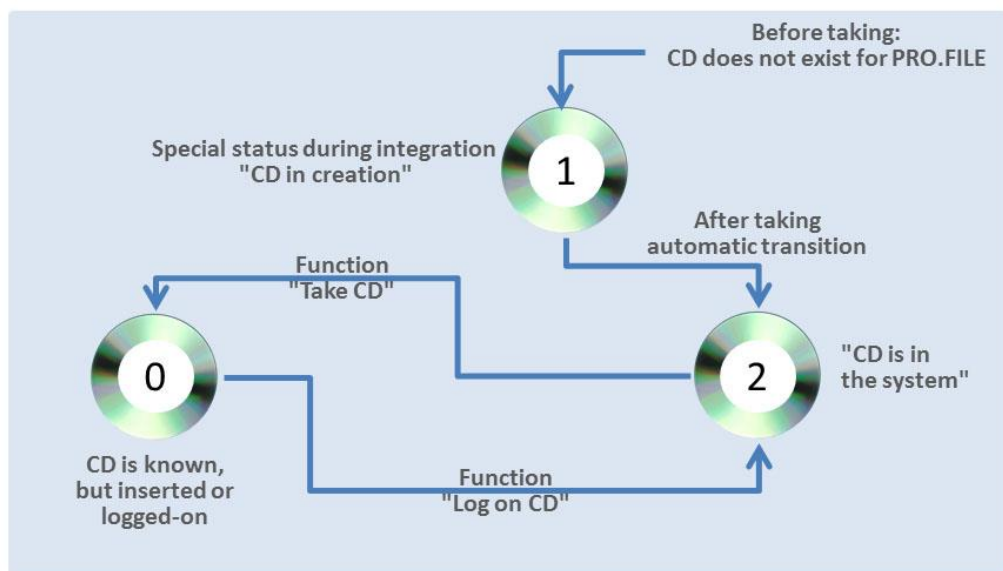 Before taking:
CD does not exist for PRO.FILE
Special status during integration
"CD in creation"
1
After taking
automatic transition
Function
"Take CD"
0
2
"CD is in
the system"
CD is known,
but inserted or
logged-on
Function
"Log on CD"